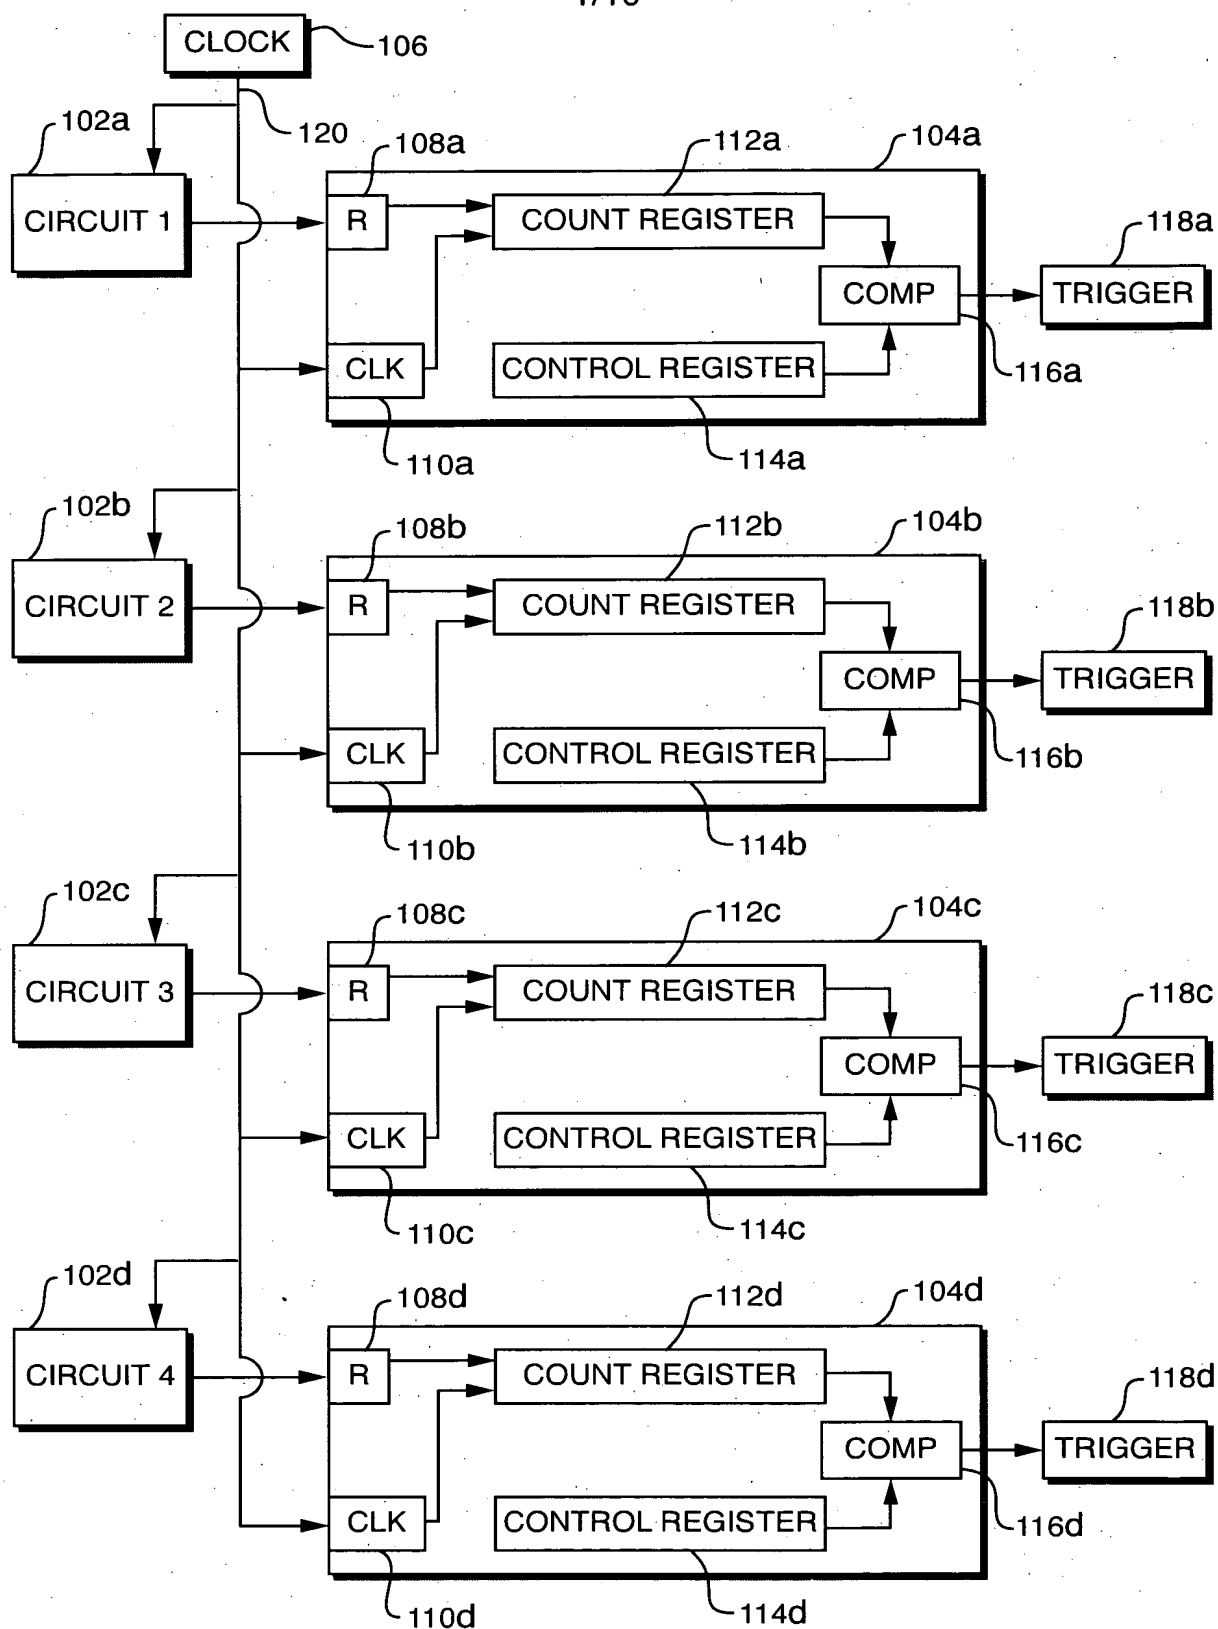 CLOCK
106
120
102a
108a
112a
104a
118a
CIRCUIT 1
R
COUNT REGISTER
COMP
TRIGGER
CLK
CONTROL REGISTER
116a
110a
114a
102b
108b
112b
104b
118b
CIRCUIT 2
R
COUNT REGISTER
COMP
TRIGGER
CLK
CONTROL REGISTER
116b
110b
114b
102c
108c
112c
104c
118c
CIRCUIT 3
R
COUNT REGISTER
COMP
TRIGGER
CLK
CONTROL REGISTER
116c
110c
114c
102d
108d
112d
104d
118d
CIRCUIT 4
R
COUNT REGISTER
COMP
TRIGGER
CLK
CONTROL REGISTER
116d
110d
114d